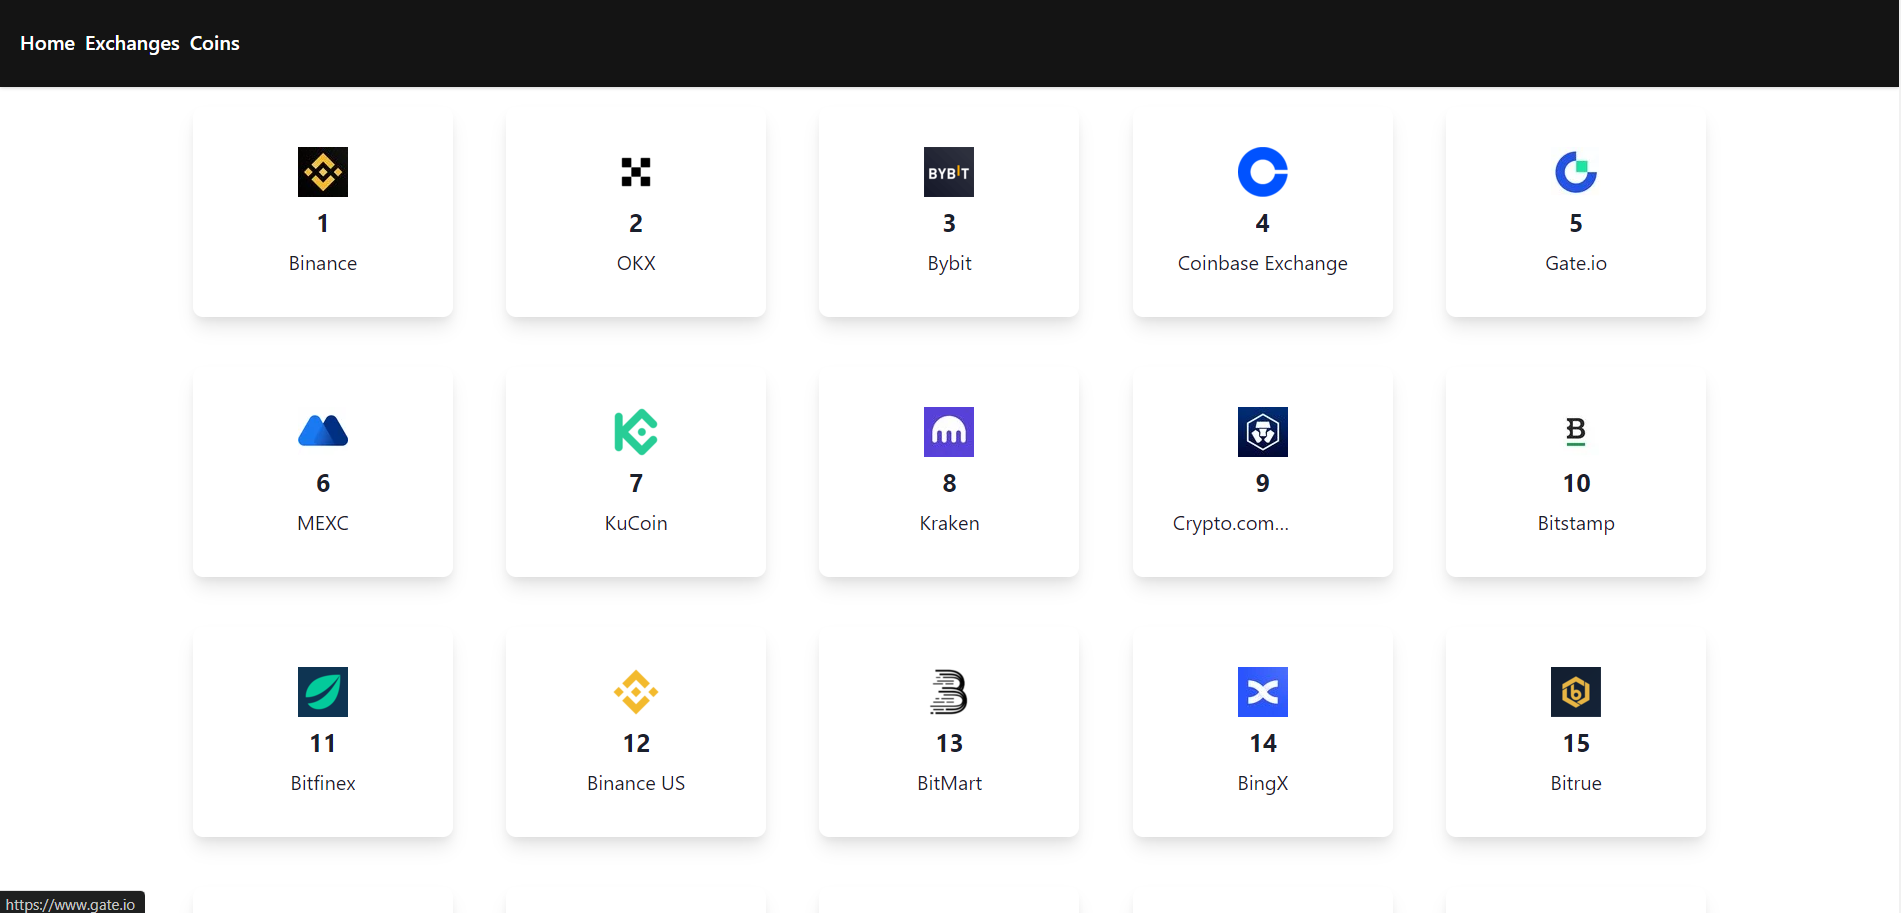 Home Exchanges Coins
BYBIT
1
2
3
4
5
Binance
OKX
Bybit
Coinbase Exchange
Gate.io
6
7
8
9
10
MEXC
KuCoin
Kraken
Crypto.com...
Bitstamp
11
12
13
14
15
Bitfinex
Binance US
BitMart
BingX
Bitrue
https://www.gate.io